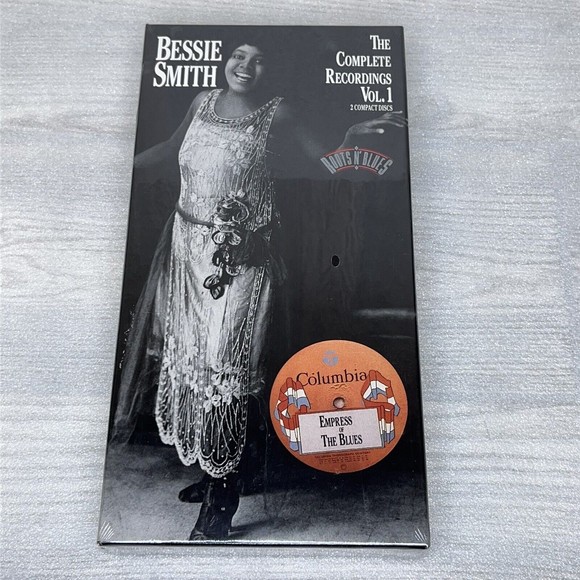 BESSIE
SMITH
THE
COMPLETE
RECORDINGS
VOL. 1
2 COMPACT DISCS
ROOTS N' BLUES
Columbia
EMPRESS
OF
THE BLUES